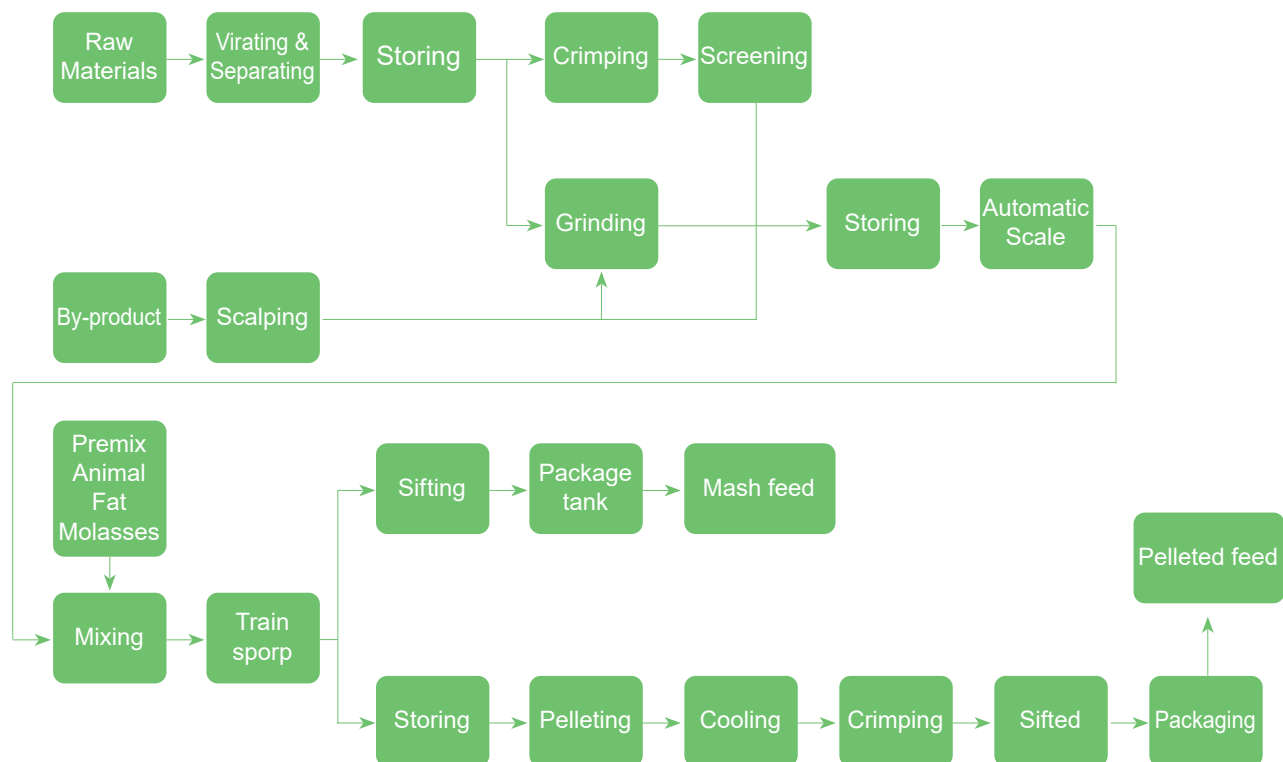 Raw
Materials
Virating &
Separating
Storing
Crimping
Screening
Grinding
Storing
Automatic
Scale
By-product
Scalping
Premix
Animal
Fat
Molasses
Sifting
Package
tank
Mash feed
Pelleted feed
Mixing
Train
sporp
Storing
Pelleting
Cooling
Crimping
Sifted
Packaging